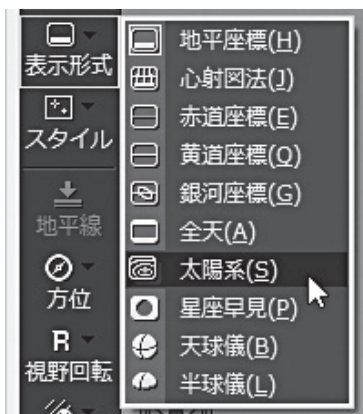 表示形式
スタイル
地平線
方位
R
視野回転
地平座標(H)
心射図法(J)
赤道座標(E)
黄道座標(Q)
銀河座標(G)
全天(A)
太陽系(S)
星座早見(P)
天球儀(B)
半球儀(L)